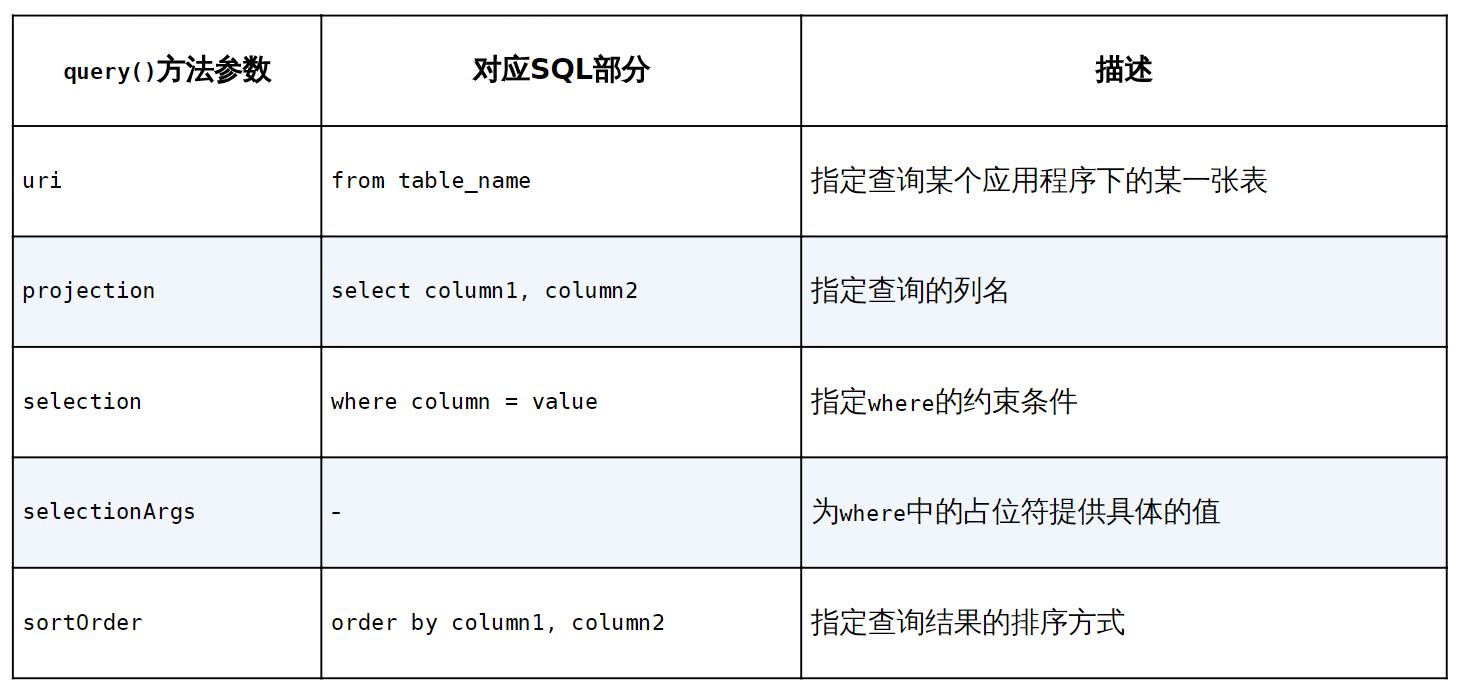 query()方法参数 对应SQL部分 描述
uri from table_name 指定查询某个应用程序下的某一张表
projection select column1, column2 指定查询的列名
selection where column = value 指定where的约束条件
selectionArgs - 为where中的占位符提供具体的值
sortOrder order by column1, column2 指定查询结果的排序方式